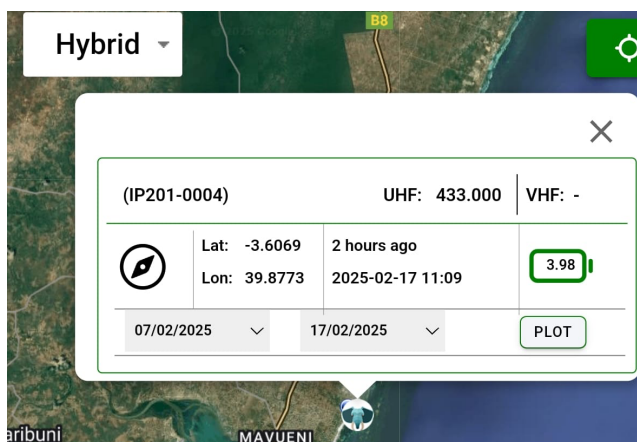 B8
Hybrid
(IP201-0004) UHF: 433.000 VHF: -
Lat: -3.6069 2 hours ago
Lon: 39.8773 2025-02-17 11:09
3.98
07/02/2025 17/02/2025 PLOT
aribuni
MAVUENI